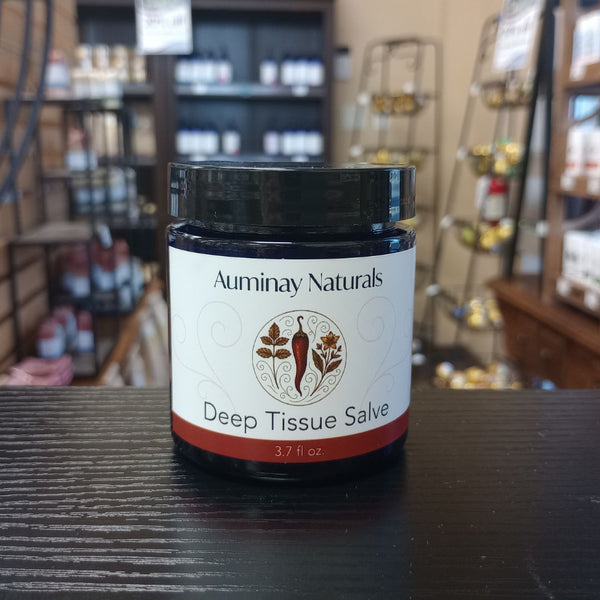 Auminay Naturals
Deep Tissue Salve
3.7 fl oz.